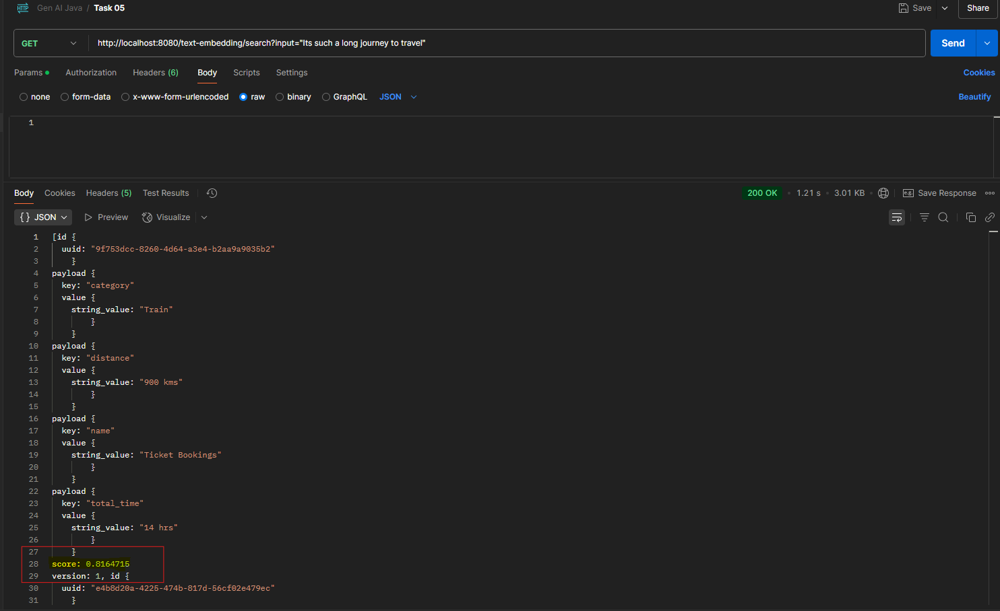 HTTP Gen AI Java / Task 05 Save Share
GET http://localhost:8080/text-embedding/search?input="Its such a long journey to travel" Send
Params Authorization Headers (6) Body Scripts Settings Cookies
none form-data x-www-form-urlencoded raw binary GraphQL JSON Beautify
1
Body Cookies Headers (5) Test Results 200 OK • 1.21 s • 3.01 KB • e.g. Save Response
{} JSON Preview Visualize
1 [id {
2 uuid: "9f753dcc-8260-4d64-a3e4-b2aa9a9035b2"
3 }
4 payload {
5 key: "category"
6 value {
7 string_value: "Train"
8 }
9 }
10 payload {
11 key: "distance"
12 value {
13 string_value: "900 kms"
14 }
15 }
16 payload {
17 key: "name"
18 value {
19 string_value: "Ticket Bookings"
20 }
21 }
22 payload {
23 key: "total_time"
24 value {
25 string_value: "14 hrs"
26 }
27 }
28 score: 0.8164715
29 version: 1, id {
30 uuid: "e4b8d20a-4225-474b-817d-56cf02e479ec"
31 }